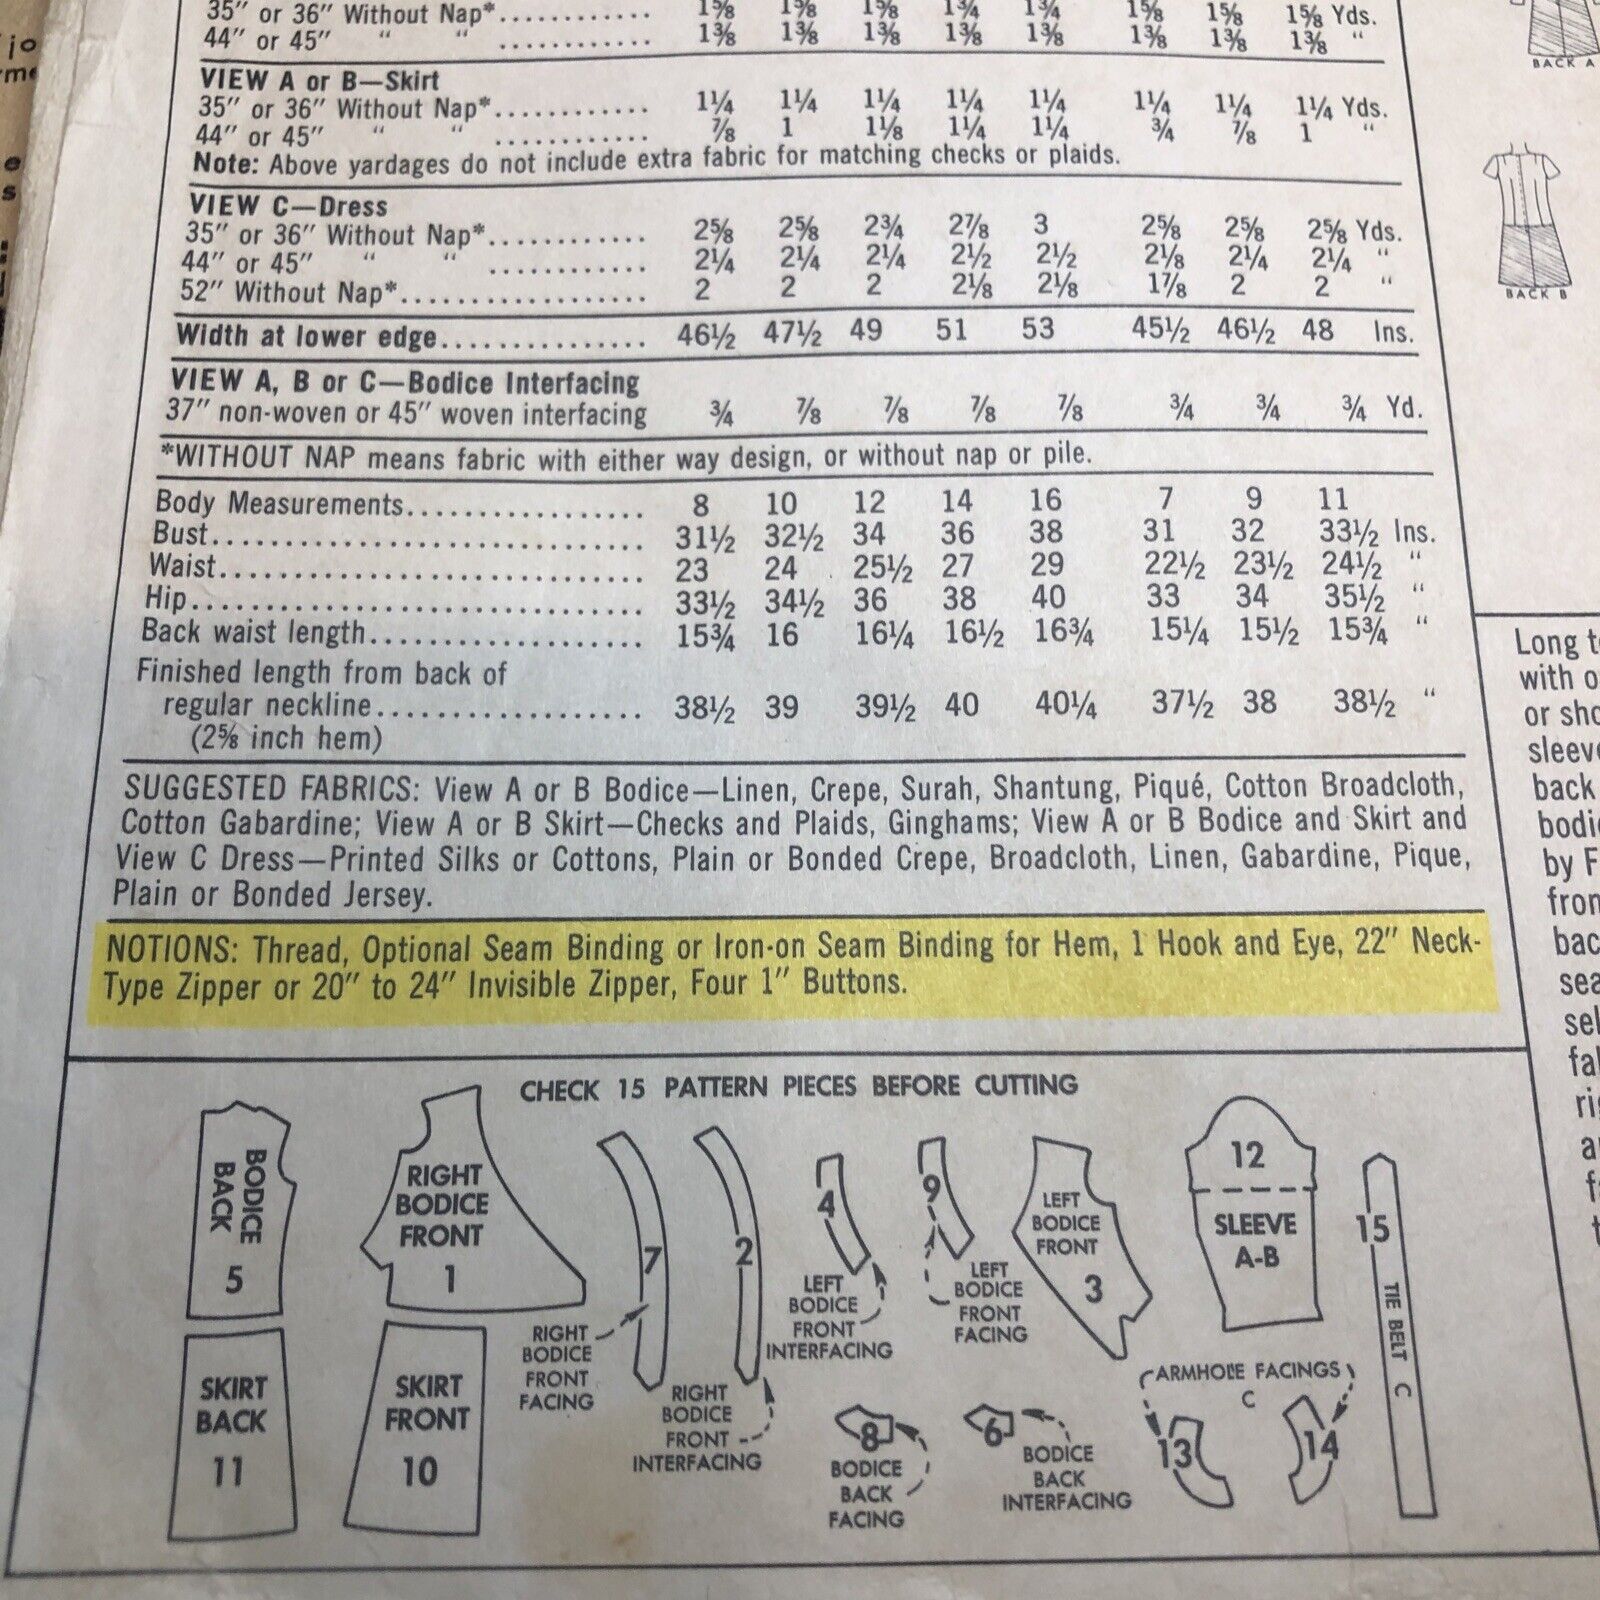 35" or 36" Without Nap*............ 1⅝ 1⅝ 1⅝ 1¾ 1¾ 1⅝ 1⅝ 1⅝ Yds.
44" or 45" " " ............ 1⅜ 1⅜ 1⅜ 1⅜ 1⅜ 1⅜ 1⅜ 1⅜ "
VIEW A or B—Skirt
35" or 36" Without Nap*............ 1¼ 1¼ 1¼ 1¼ 1¼ 1¼ 1¼ 1¼ Yds.
44" or 45" " " ............ ⅞ 1 1⅛ 1¼ 1¼ ¾ ⅞ 1 "
Note: Above yardages do not include extra fabric for matching checks or plaids.
VIEW C—Dress
35" or 36" Without Nap*............ 2⅝ 2⅝ 2¾ 2⅞ 3 2⅝ 2⅝ 2⅝ Yds.
44" or 45" " " ............ 2¼ 2¼ 2¼ 2½ 2½ 2⅛ 2¼ 2¼ "
52" Without Nap*................... 2 2 2 2⅛ 2⅛ 1⅞ 2 2 "
Width at lower edge............... 46½ 47½ 49 51 53 45½ 46½ 48 Ins.
VIEW A, B or C—Bodice Interfacing
37" non-woven or 45" woven interfacing ¾ ⅞ ⅞ ⅞ ⅞ ¾ ¾ ¾ Yd.
*WITHOUT NAP means fabric with either way design, or without nap or pile.
Body Measurements.................. 8 10 12 14 16 7 9 11
Bust............................... 31½ 32½ 34 36 38 31 32 33½ Ins.
Waist.............................. 23 24 25½ 27 29 22½ 23½ 24½ "
Hip................................ 33½ 34½ 36 38 40 33 34 35½ "
Back waist length................... 15¾ 16 16¼ 16½ 16¾ 15¼ 15½ 15¾ "
Finished length from back of
regular neckline................... 38½ 39 39½ 40 40¼ 37½ 38 38½ "
(2⅝ inch hem)
SUGGESTED FABRICS: View A or B Bodice—Linen, Crepe, Surah, Shantung, Piqué, Cotton Broadcloth,
Cotton Gabardine; View A or B Skirt—Checks and Plaids, Ginghams; View A or B Bodice and Skirt and
View C Dress—Printed Silks or Cottons, Plain or Bonded Crepe, Broadcloth, Linen, Gabardine, Pique,
Plain or Bonded Jersey.
NOTIONS: Thread, Optional Seam Binding or Iron-on Seam Binding for Hem, 1 Hook and Eye, 22" Neck-
Type Zipper or 20" to 24" Invisible Zipper, Four 1" Buttons.
CHECK 15 PATTERN PIECES BEFORE CUTTING
BODICE
BACK
5
RIGHT
BODICE
FRONT
1
7
RIGHT
BODICE
FRONT
FACING
2
RIGHT
BODICE
FRONT
INTERFACING
4
LEFT
BODICE
FRONT
INTERFACING
9
LEFT
BODICE
FRONT
FACING
LEFT
BODICE
FRONT
3
12
SLEEVE
A-B
15
TIE BELT C
SKIRT
BACK
11
SKIRT
FRONT
10
8
BODICE
BACK
FACING
6
BODICE
BACK
INTERFACING
ARMHOLE FACINGS
C
13
14
BACK A
BACK B
Long
with
or
sleeve
back
by F